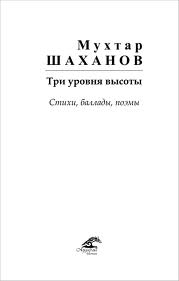 Мухтар
ШАХАНОВ
Три уровня высоты
Стихи, баллады, поэмы